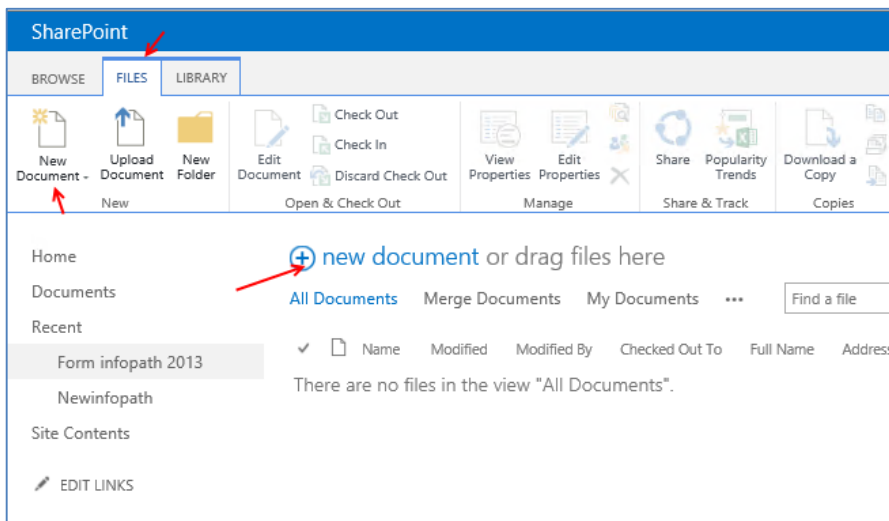 SharePoint
BROWSE FILES LIBRARY
New Document
Upload Document
New Folder
New
Edit Document
Check Out
Check In
Discard Check Out
Open & Check Out
View Properties
Edit Properties
Manage
Share
Popularity Trends
Share & Track
Download a Copy
Copies
Home
Documents
Recent
Form infopath 2013
Newinfopath
Site Contents
EDIT LINKS
new document or drag files here
All Documents Merge Documents My Documents ...
Find a file
Name Modified Modified By Checked Out To Full Name Address
There are no files in the view "All Documents".